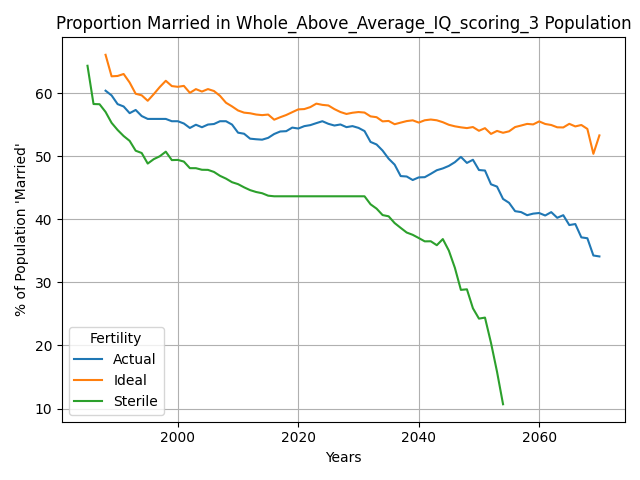 Proportion Married in Whole_Above_Average_IQ_scoring_3 Population
% of Population 'Married'
60
50
40
30
20
10
Fertility
Actual
Ideal
Sterile
2000 2020 2040 2060
Years